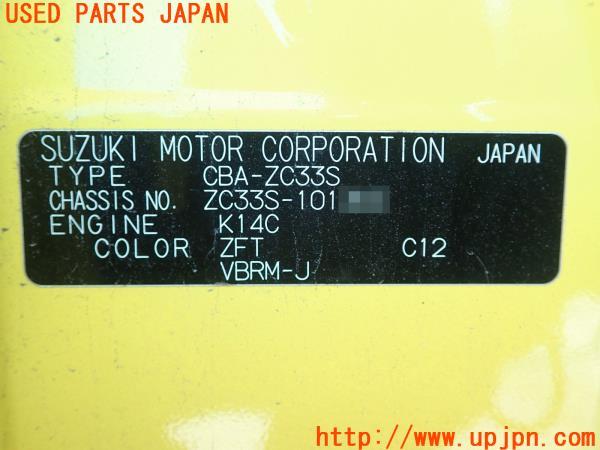 USED PARTS JAPAN
SUZUKI MOTOR CORPORATION JAPAN
TYPE CBA-ZC33S
CHASSIS NO. ZC33S-101
ENGINE K14C
COLOR ZFT C12
VBRM-J
http://www.upjpn.com/